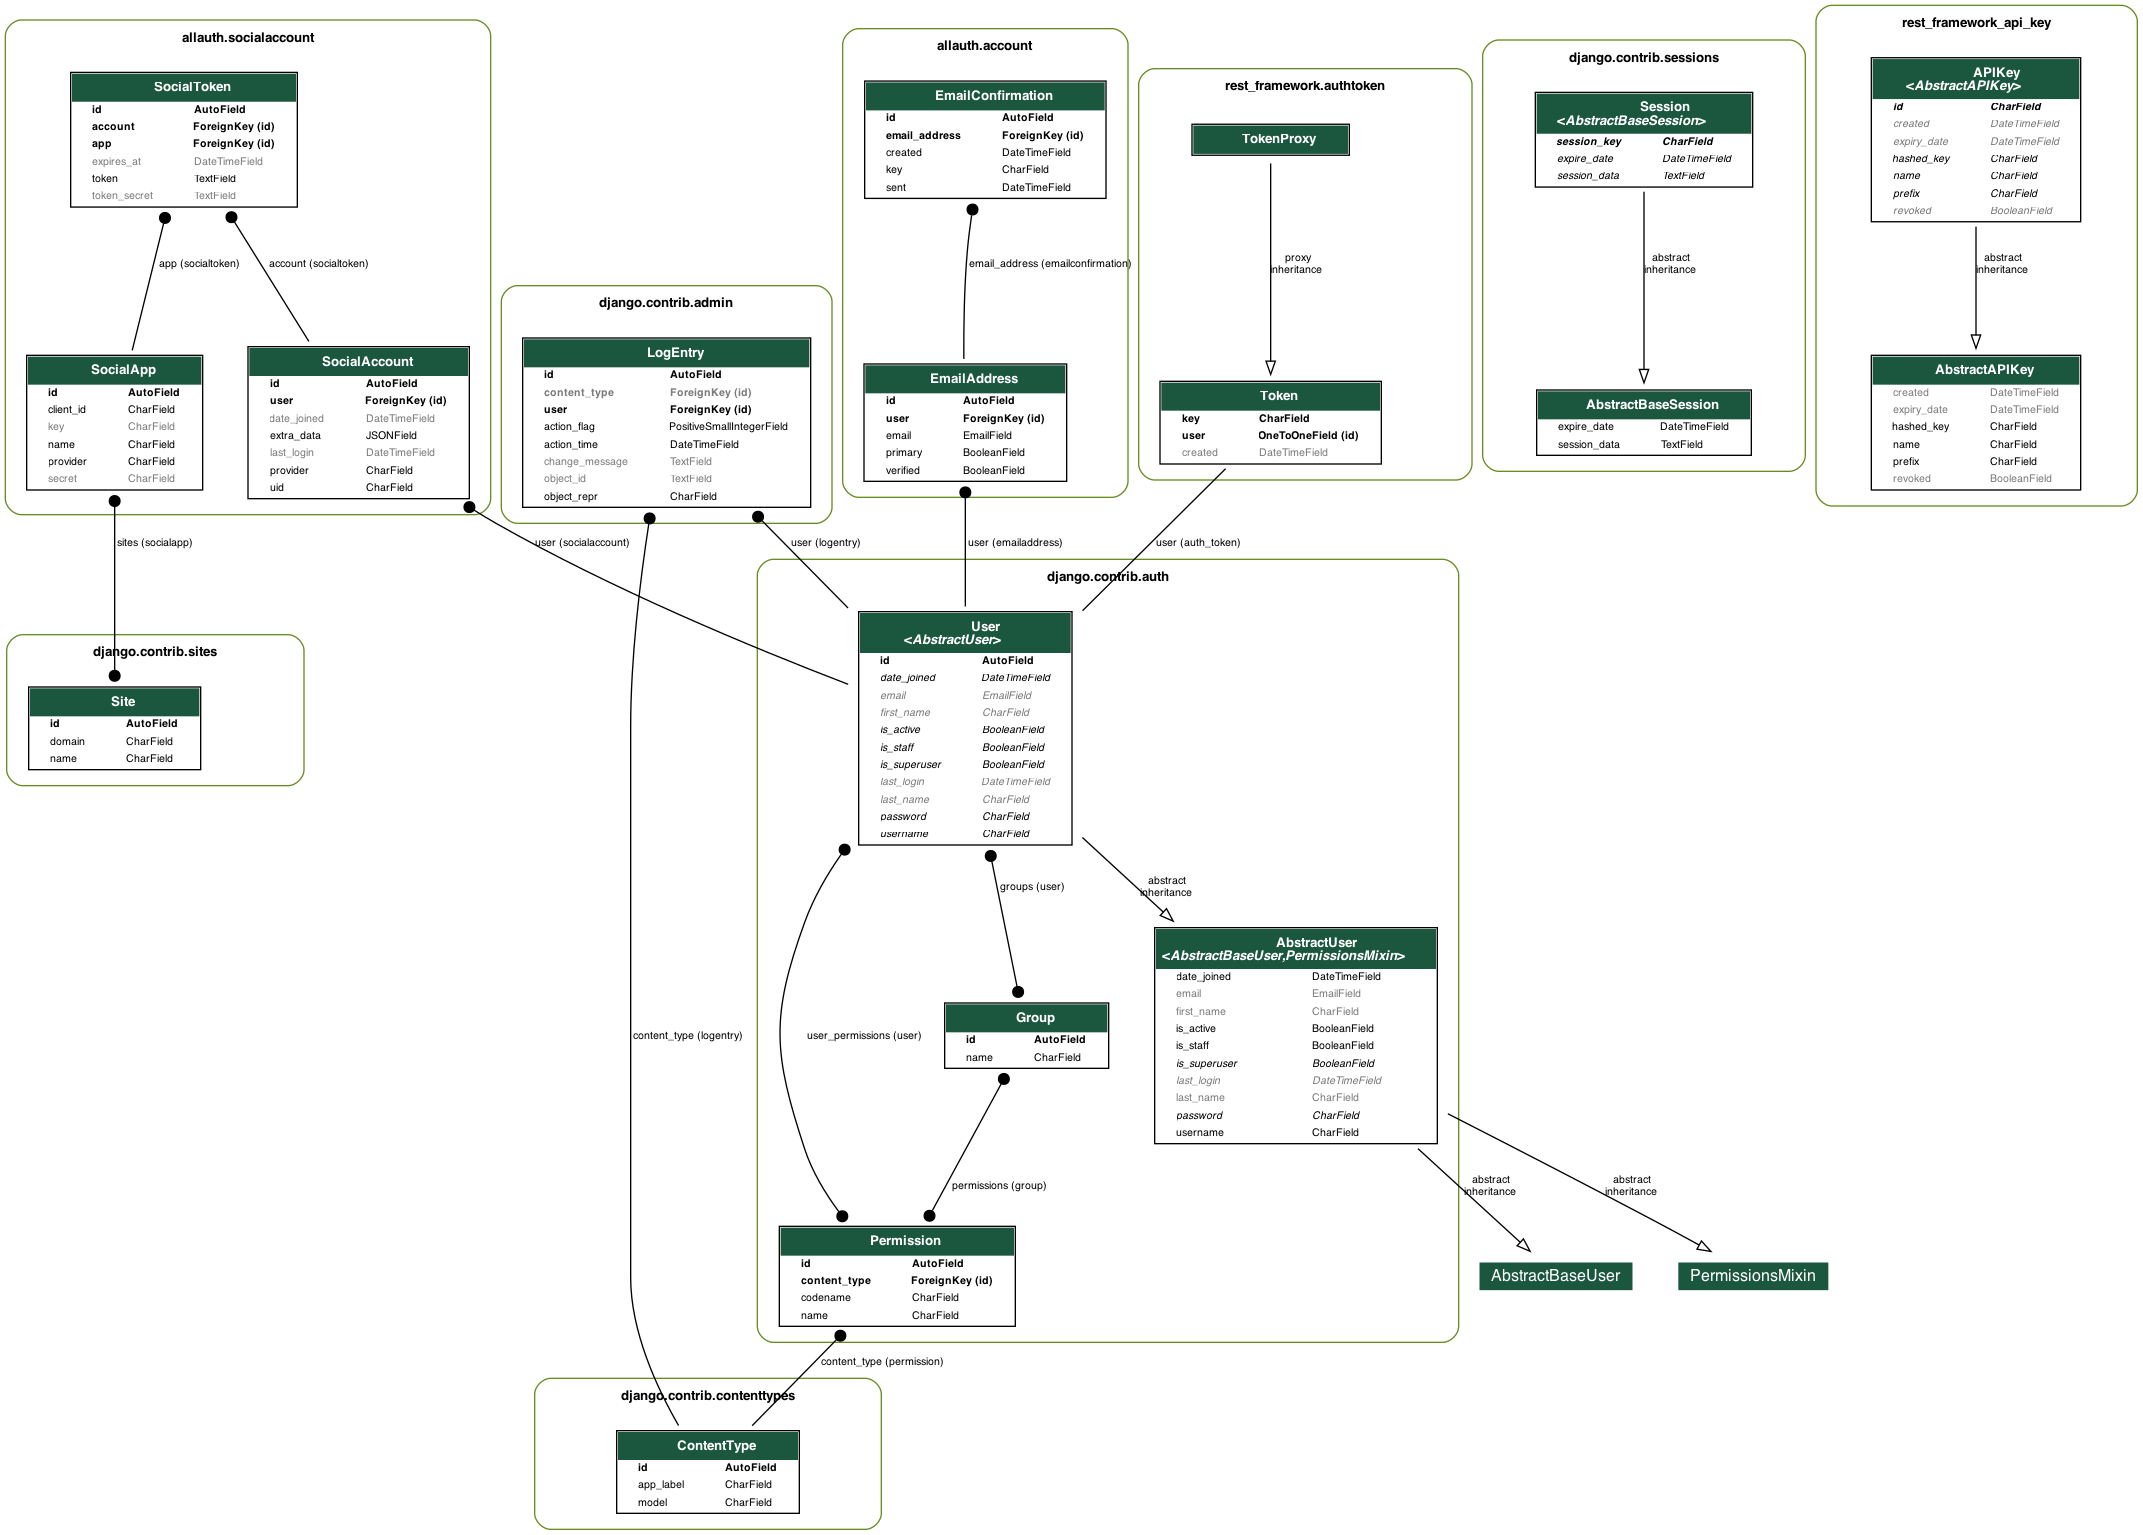 allauth.socialaccount
SocialToken
id AutoField
account ForeignKey (id)
app ForeignKey (id)
expires_at DateTimeField
token TextField
token_secret TextField
app (socialtoken)
account (socialtoken)
SocialApp
id AutoField
client_id CharField
key CharField
name CharField
provider CharField
secret CharField
SocialAccount
id AutoField
user ForeignKey (id)
date_joined DateTimeField
extra_data JSONField
last_login DateTimeField
provider CharField
uid CharField
sites (socialapp)
user (socialaccount)
django.contrib.admin
LogEntry
id AutoField
content_type ForeignKey (id)
user ForeignKey (id)
action_flag PositiveSmallIntegerField
action_time DateTimeField
change_message TextField
object_id TextField
object_repr CharField
user (logentry)
content_type (logentry)
allauth.account
EmailConfirmation
id AutoField
email_address ForeignKey (id)
created DateTimeField
key CharField
sent DateTimeField
email_address (emailconfirmation)
EmailAddress
id AutoField
user ForeignKey (id)
email EmailField
primary BooleanField
verified BooleanField
user (emailaddress)
rest_framework.authtoken
TokenProxy
proxy
inheritance
Token
key CharField
user OneToOneField (id)
created DateTimeField
user (auth_token)
django.contrib.sessions
Session
<AbstractBaseSession>
session_key CharField
expire_date DateTimeField
session_data TextField
abstract
inheritance
AbstractBaseSession
expire_date DateTimeField
session_data TextField
rest_framework_api_key
APIKey
<AbstractAPIKey>
id CharField
created DateTimeField
expiry_date DateTimeField
hashed_key CharField
name CharField
prefix CharField
revoked BooleanField
abstract
inheritance
AbstractAPIKey
created DateTimeField
expiry_date DateTimeField
hashed_key CharField
name CharField
prefix CharField
revoked BooleanField
django.contrib.sites
Site
id AutoField
domain CharField
name CharField
django.contrib.auth
User
<AbstractUser>
id AutoField
date_joined DateTimeField
email EmailField
first_name CharField
is_active BooleanField
is_staff BooleanField
is_superuser BooleanField
last_login DateTimeField
last_name CharField
password CharField
username CharField
groups (user)
abstract
inheritance
user_permissions (user)
AbstractUser
<AbstractBaseUser,PermissionsMixin>
date_joined DateTimeField
email EmailField
first_name CharField
is_active BooleanField
is_staff BooleanField
is_superuser BooleanField
last_login DateTimeField
last_name CharField
password CharField
username CharField
Group
id AutoField
name CharField
permissions (group)
abstract
inheritance
abstract
inheritance
AbstractBaseUser
PermissionsMixin
Permission
id AutoField
content_type ForeignKey (id)
codename CharField
name CharField
content_type (permission)
django.contrib.contenttypes
ContentType
id AutoField
app_label CharField
model CharField